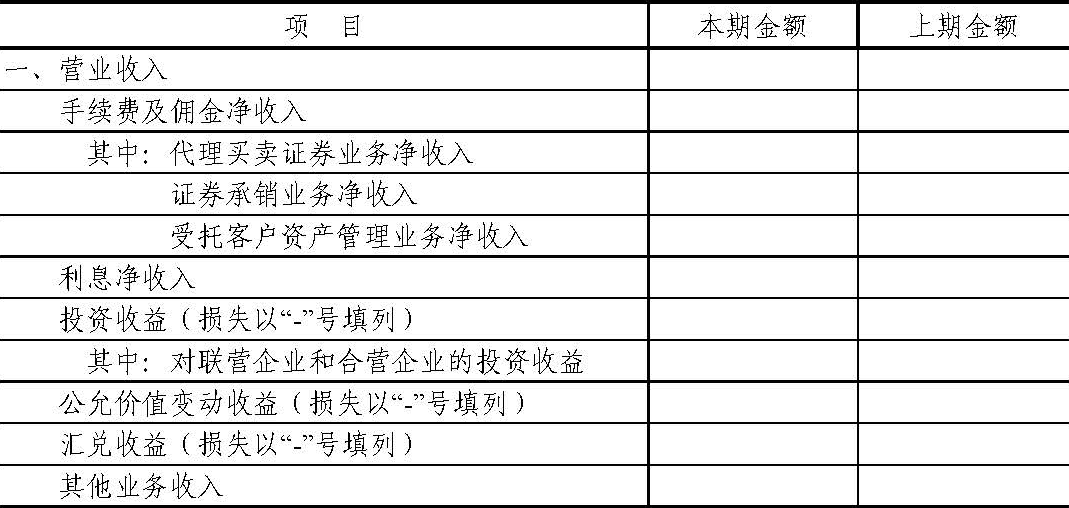 项 目 本期金额 上期金额
一、营业收入
手续费及佣金净收入
其中：代理买卖证券业务净收入
证券承销业务净收入
受托客户资产管理业务净收入
利息净收入
投资收益（损失以“-”号填列）
其中：对联营企业和合营企业的投资收益
公允价值变动收益（损失以“-”号填列）
汇兑收益（损失以“-”号填列）
其他业务收入